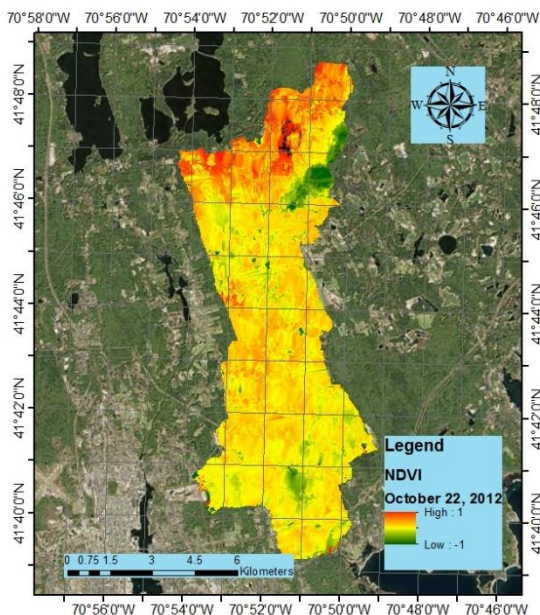 70°58'0"W 70°56'0"W 70°54'0"W 70°52'0"W 70°50'0"W 70°48'0"W 70°46'0"W
N
W E
S
41°48'0"N 41°48'0"N
41°46'0"N 41°46'0"N
41°44'0"N 41°44'0"N
41°42'0"N 41°42'0"N
41°40'0"N 41°40'0"N
Legend
NDVI
October 22, 2012
High : 1
Low : -1
0 0.75 1.5 3 4.5 6
Kilometers
70°56'0"W 70°54'0"W 70°52'0"W 70°50'0"W 70°48'0"W 70°46'0"W